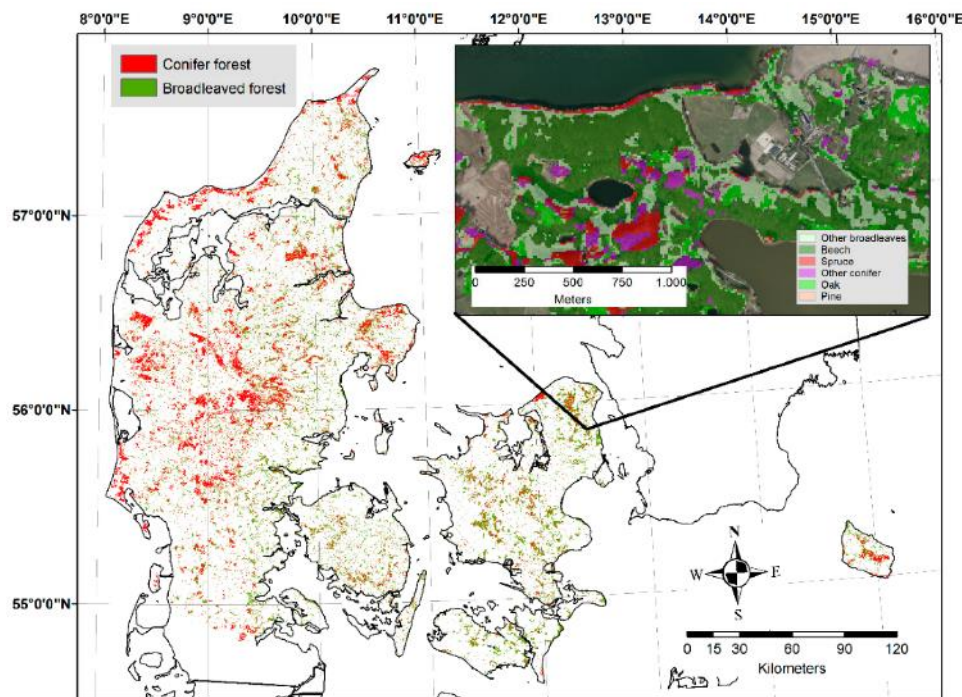 8°0'0"E 9°0'0"E 10°0'0"E 11°0'0"E 12°0'0"E 13°0'0"E 14°0'0"E 15°0'0"E 16°0'0"E
Conifer forest
Broadleaved forest
57°0'0"N
56°0'0"N
55°0'0"N
Other broadleaves
Beech
Spruce
Other conifer
Oak
Pine
0 250 500 750 1.000
Meters
N
W E
S
0 15 30 60 90 120
Kilometers